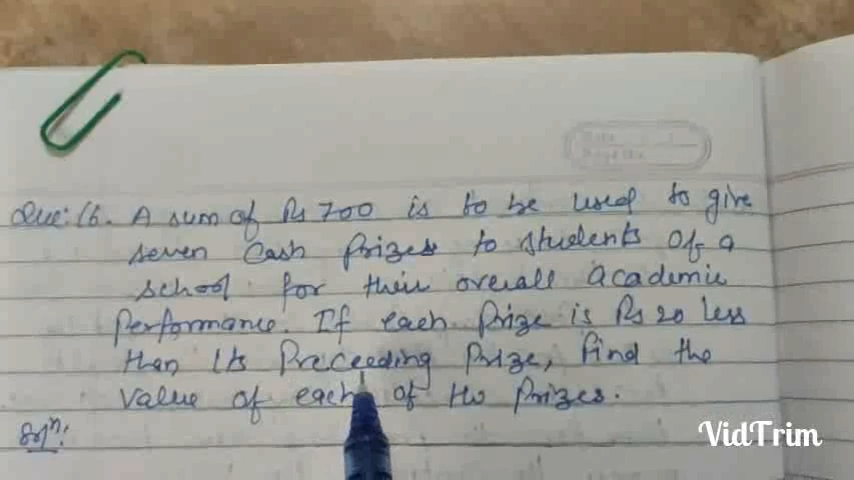 Que: 16. A sum of Rs 700 is to be used to give
seven cash prizes to students of a
school for their overall academic
performance. If each prize is Rs 20 less
than its preceeding prize, find the
value of each of the prizes.
Solⁿ:
VidTrim